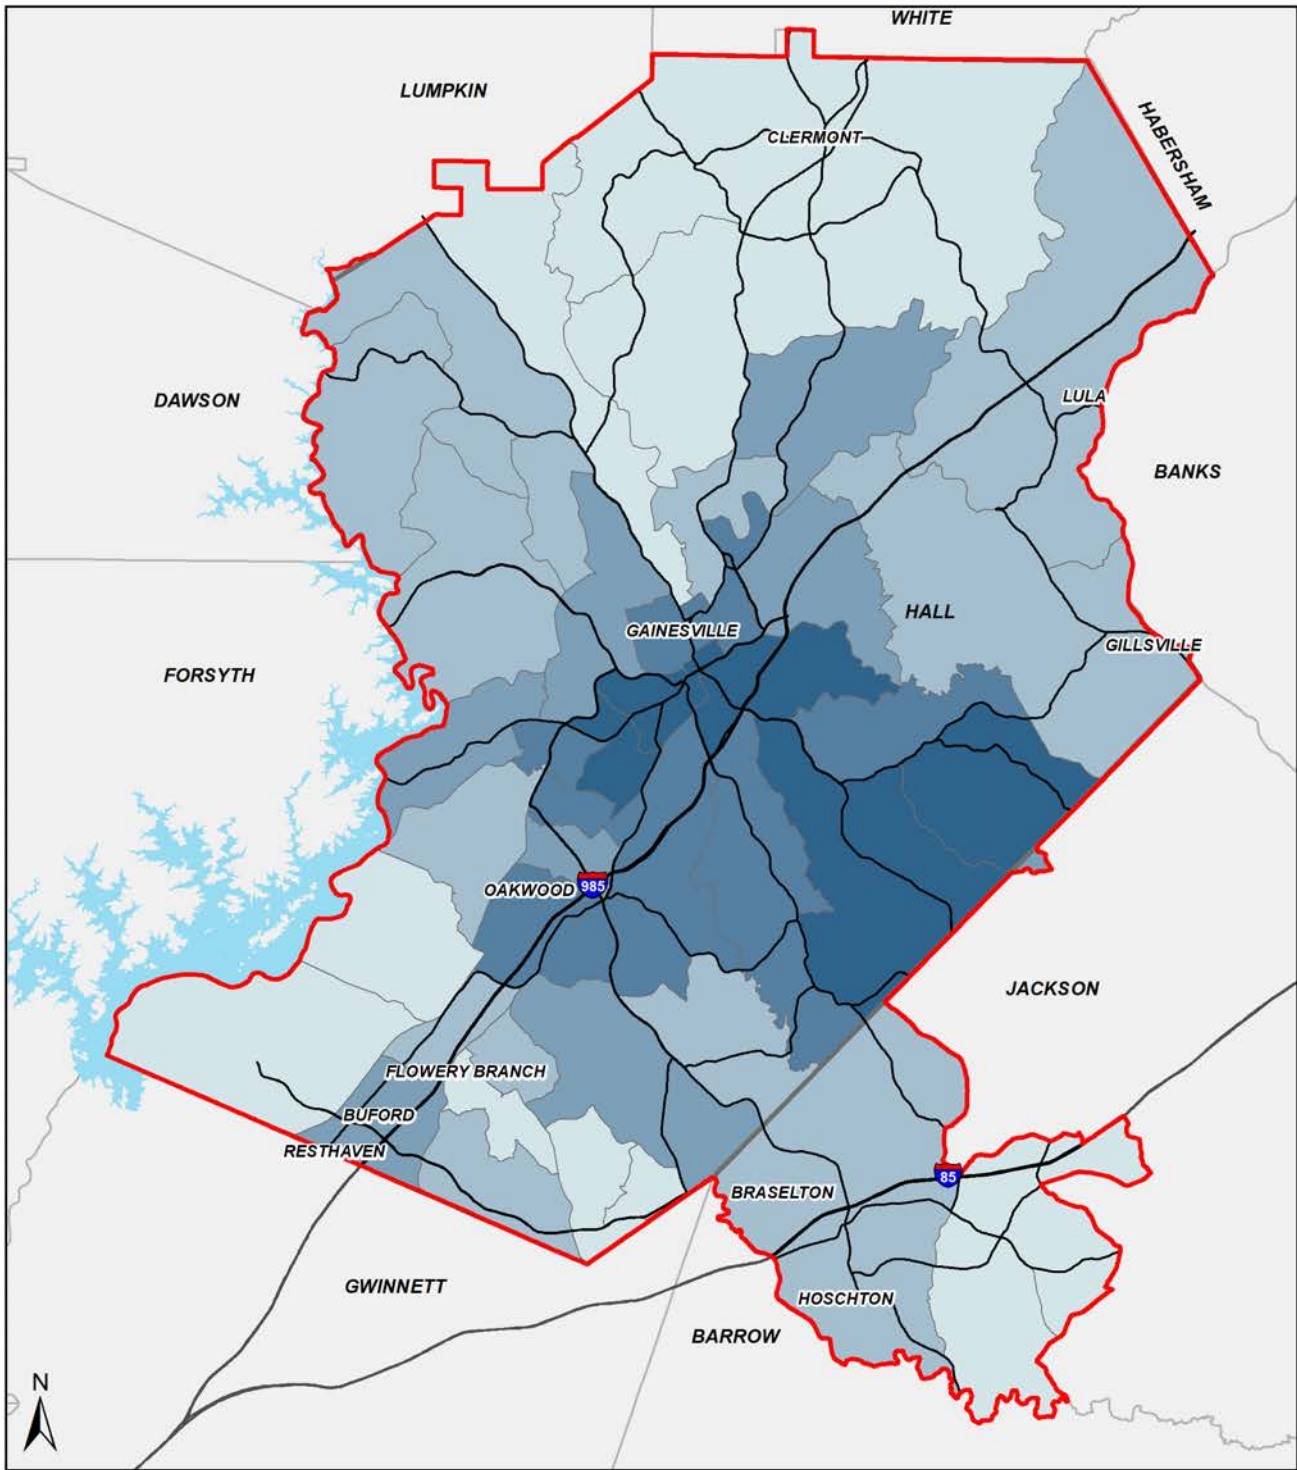 WHITE
LUMPKIN
HABERSHAM
CLERMONT
DAWSON
LULA
BANKS
HALL
GAINESVILLE
GILLSVILLE
FORSYTH
OAKWOOD
985
JACKSON
FLOWERY BRANCH
BUFORD
RESTHAVEN
85
BRASELTON
GWINNETT
HOSCHTON
BARROW
N